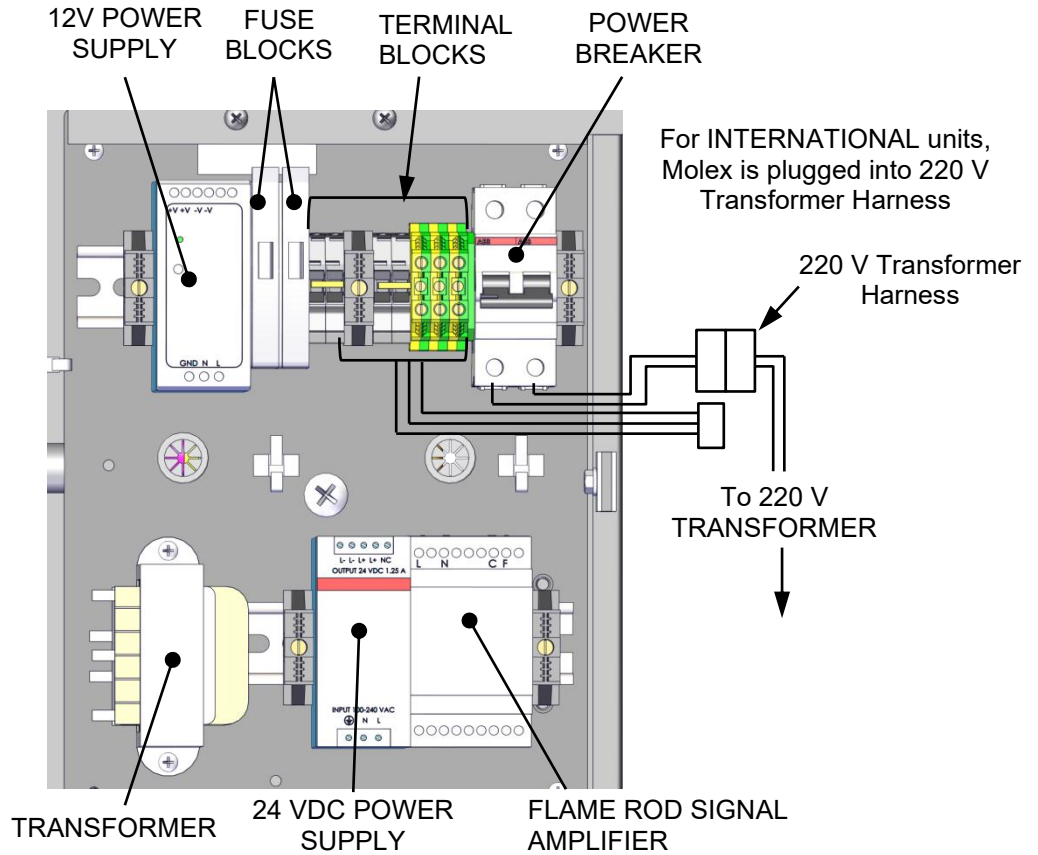 12V POWER
SUPPLY
FUSE
BLOCKS
TERMINAL
BLOCKS
POWER
BREAKER
For INTERNATIONAL units,
Molex is plugged into 220 V
Transformer Harness
220 V Transformer
Harness
+V +V -V -V
ABB ABB
GND N L
To 220 V
TRANSFORMER
L- L- L+ L+ NC
OUTPUT 24 VDC 1.25 A
L N C F
INPUT 100-240 VAC
N L
TRANSFORMER
24 VDC POWER
SUPPLY
FLAME ROD SIGNAL
AMPLIFIER